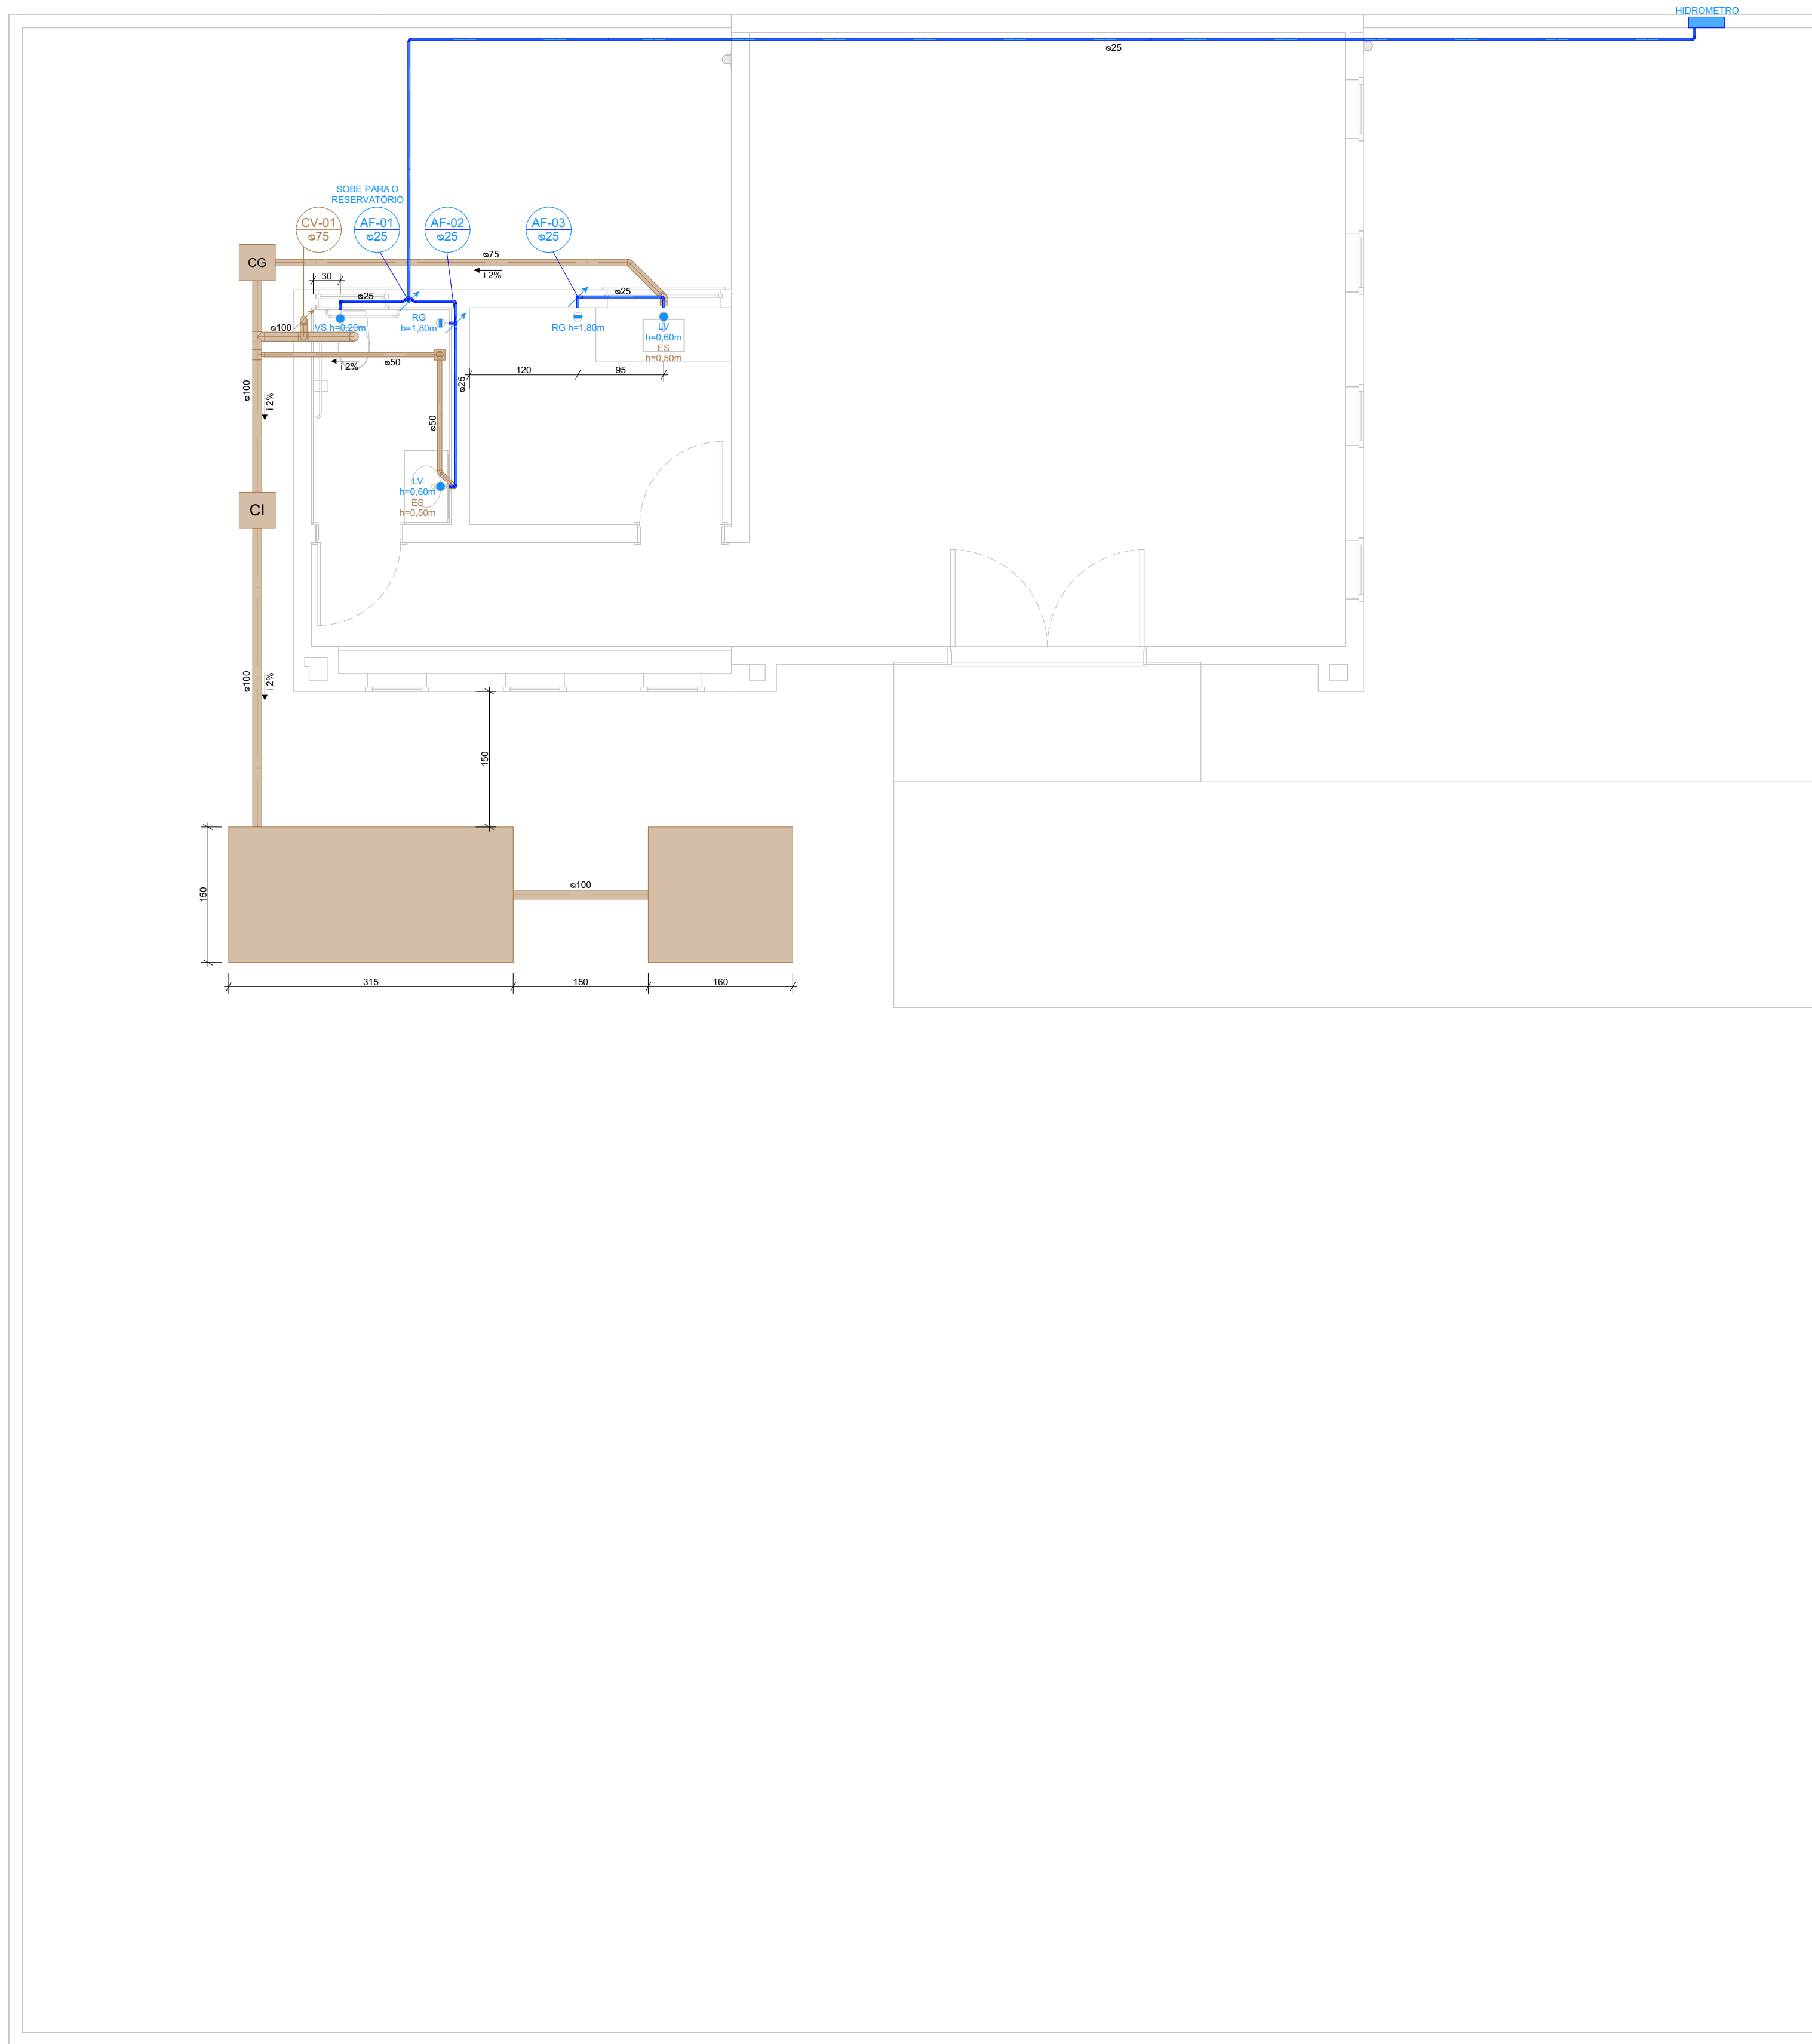 HIDROMETRO
ø25
SOBE PARA O
RESERVATÓRIO
CV-01
ø75
AF-01
ø25
AF-02
ø25
AF-03
ø25
CG
ø75
i 2%
30
ø25
ø25
ø100
VS h=0,20m
RG
h=1,80m
RG h=1,80m
LV
h=0,60m
ES
h=0,50m
i 2%
ø50
120
95
ø100
i 2%
ø25
ø50
LV
h=0,60m
ES
h=0,50m
CI
ø100
i 2%
150
150
ø100
315
150
160